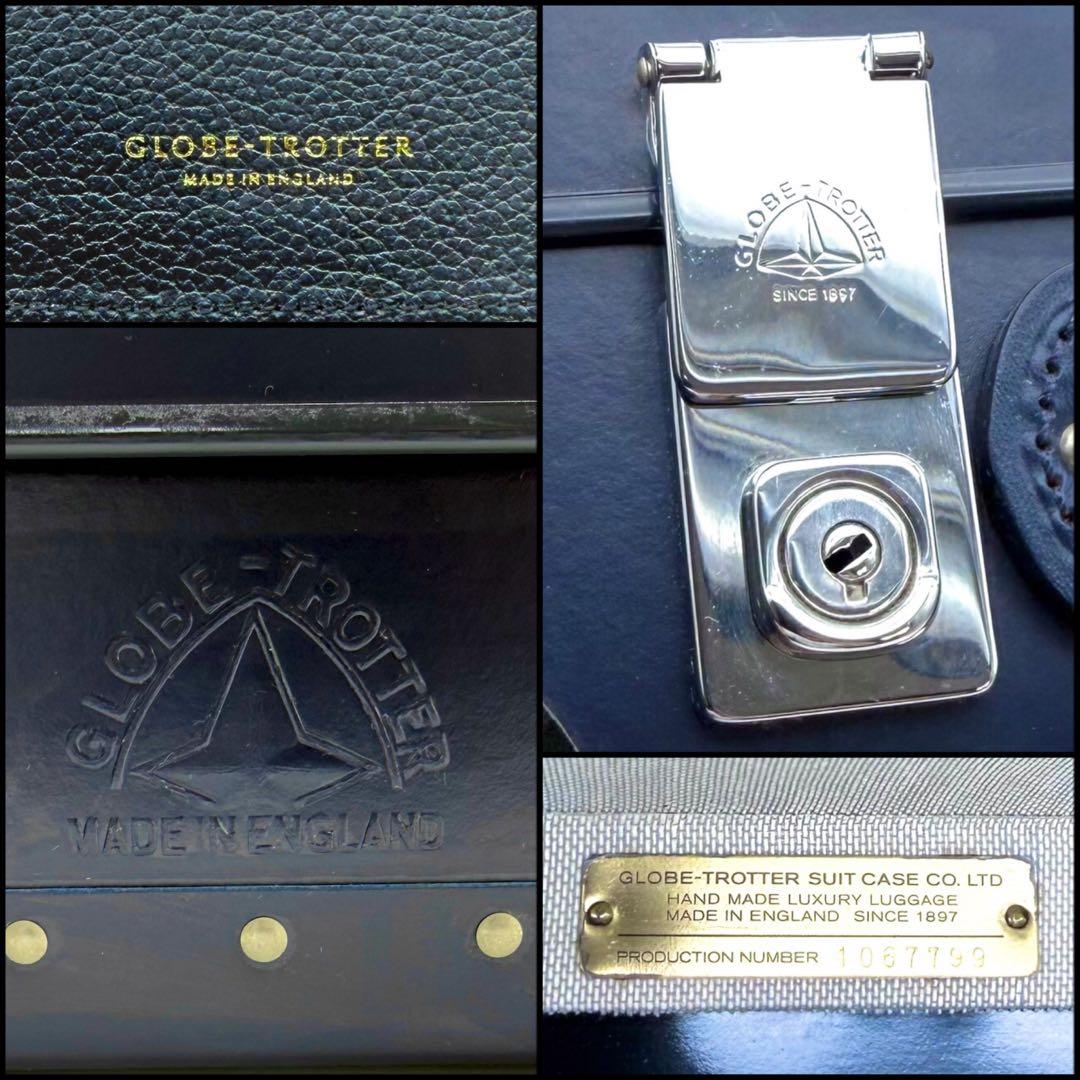 GLOBE-TROTTER
MADE IN ENGLAND
GLOBE-TROTTER
SINCE 1897
GLOBE-TROTTER
MADE IN ENGLAND
GLOBE-TROTTER SUIT CASE CO. LTD
HAND MADE LUXURY LUGGAGE
MADE IN ENGLAND SINCE 1897
PRODUCTION NUMBER 1067799